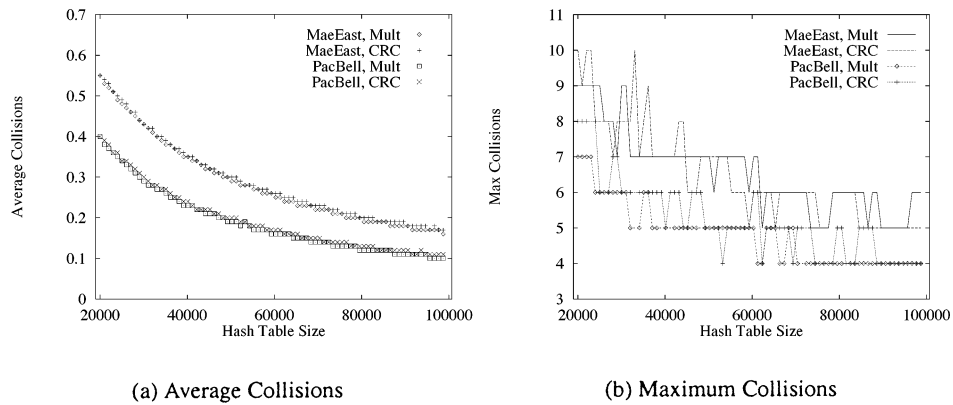 0.7
0.6
0.5
0.4
0.3
0.2
0.1
0
Average Collisions
MaeEast, Mult
MaeEast, CRC
PacBell, Mult
PacBell, CRC
20000 40000 60000 80000 100000
Hash Table Size
(a) Average Collisions
11
10
9
8
7
6
5
4
3
Max Collisions
MaeEast, Mult
MaeEast, CRC
PacBell, Mult
PacBell, CRC
20000 40000 60000 80000 100000
Hash Table Size
(b) Maximum Collisions